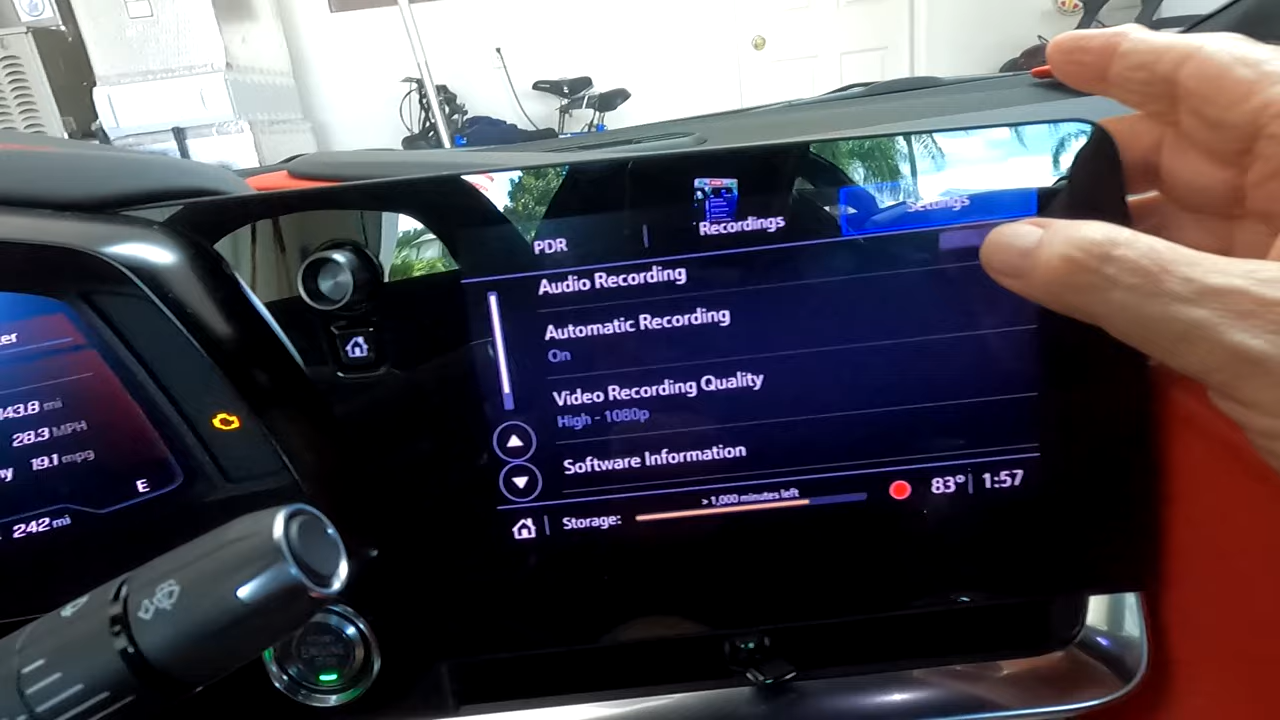 PDR
Recordings
Settings
Audio Recording
Automatic Recording
On
Video Recording Quality
High - 1080p
Software Information
Storage:
> 1,000 minutes left
83°
1:57
143.8 mi
28.3 MPH
19.1 mpg
E
242 mi